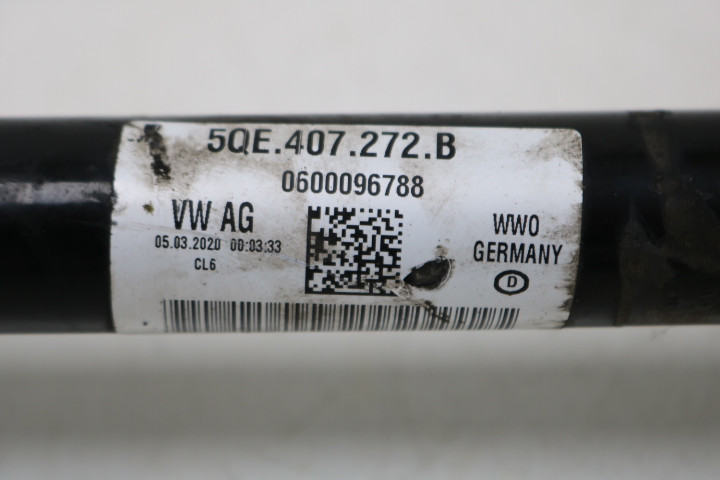 5QE.407.272.B
0600096788
VW AG
05.03.2020 00:03:33
CL6
WWO
GERMANY
D